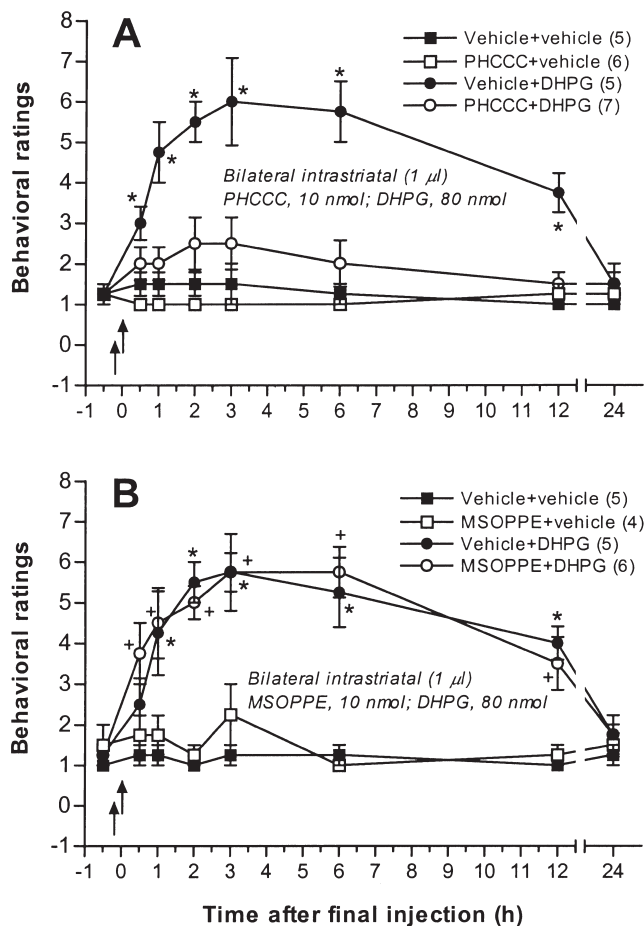 A
8
7
6
5
4
3
2
1
0
-1
Behavioral ratings
Vehicle+vehicle (5)
PHCCC+vehicle (6)
Vehicle+DHPG (5)
PHCCC+DHPG (7)
* * * * * *
Bilateral intrastriatal (1 μl)
PHCCC, 10 nmol; DHPG, 80 nmol
-1 0 1 2 3 4 5 6 7 8 9 10 11 12 24
B
8
7
6
5
4
3
2
1
0
-1
Behavioral ratings
Vehicle+vehicle (5)
MSOPPE+vehicle (4)
Vehicle+DHPG (5)
MSOPPE+DHPG (6)
+ + * * + + * + * * +
Bilateral intrastriatal (1 μl)
MSOPPE, 10 nmol; DHPG, 80 nmol
-1 0 1 2 3 4 5 6 7 8 9 10 11 12 24
Time after final injection (h)